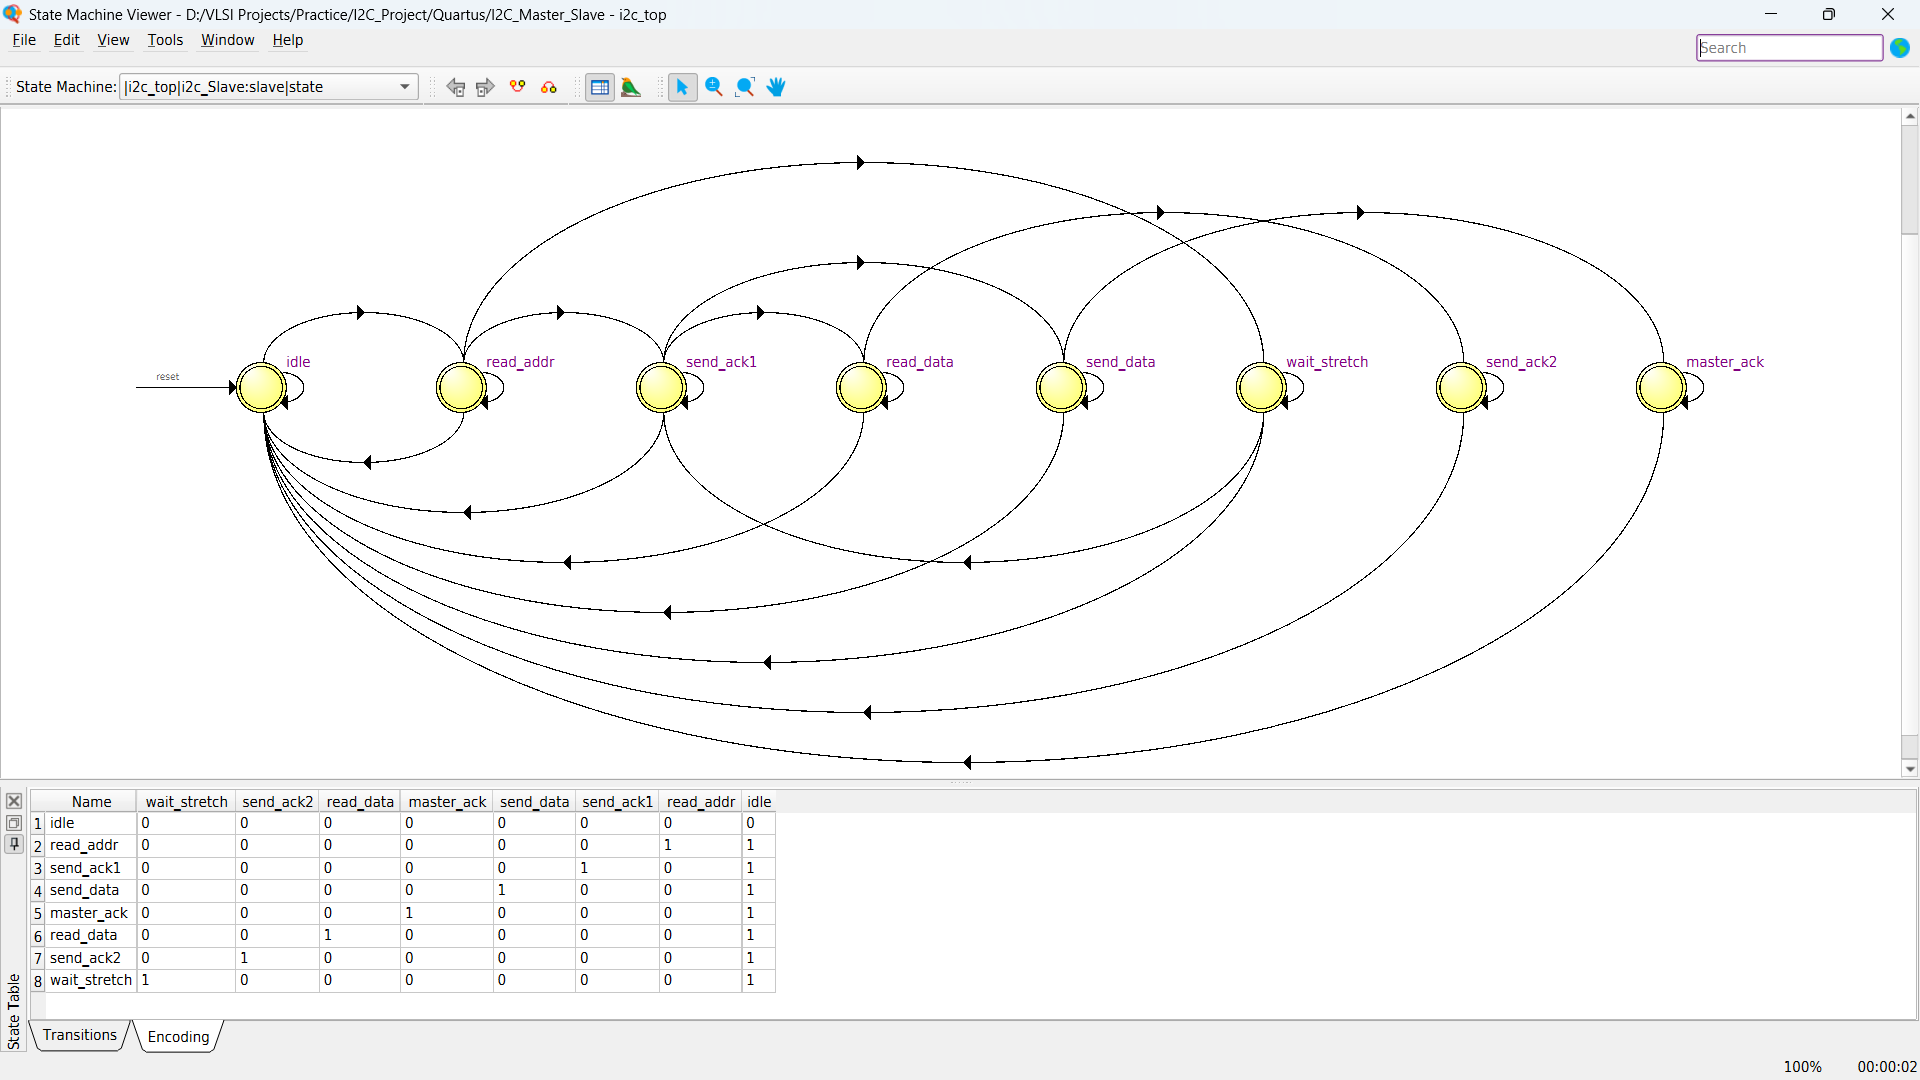 State Machine Viewer - D:/VLSI Projects/Practice/I2C_Project/Quartus/I2C_Master_Slave - i2c_top
File Edit View Tools Window Help
Search
State Machine: |i2c_top|i2c_Slave:slave|state
reset
idle read_addr send_ack1 read_data send_data wait_stretch send_ack2 master_ack
Name wait_stretch send_ack2 read_data master_ack send_data send_ack1 read_addr idle
1 idle 0 0 0 0 0 0 0 0
2 read_addr 0 0 0 0 0 0 1 1
3 send_ack1 0 0 0 0 0 1 0 1
4 send_data 0 0 0 0 1 0 0 1
5 master_ack 0 0 0 1 0 0 0 1
6 read_data 0 0 1 0 0 0 0 1
7 send_ack2 0 1 0 0 0 0 0 1
8 wait_stretch 1 0 0 0 0 0 0 1
State Table
Transitions Encoding
100% 00:00:02